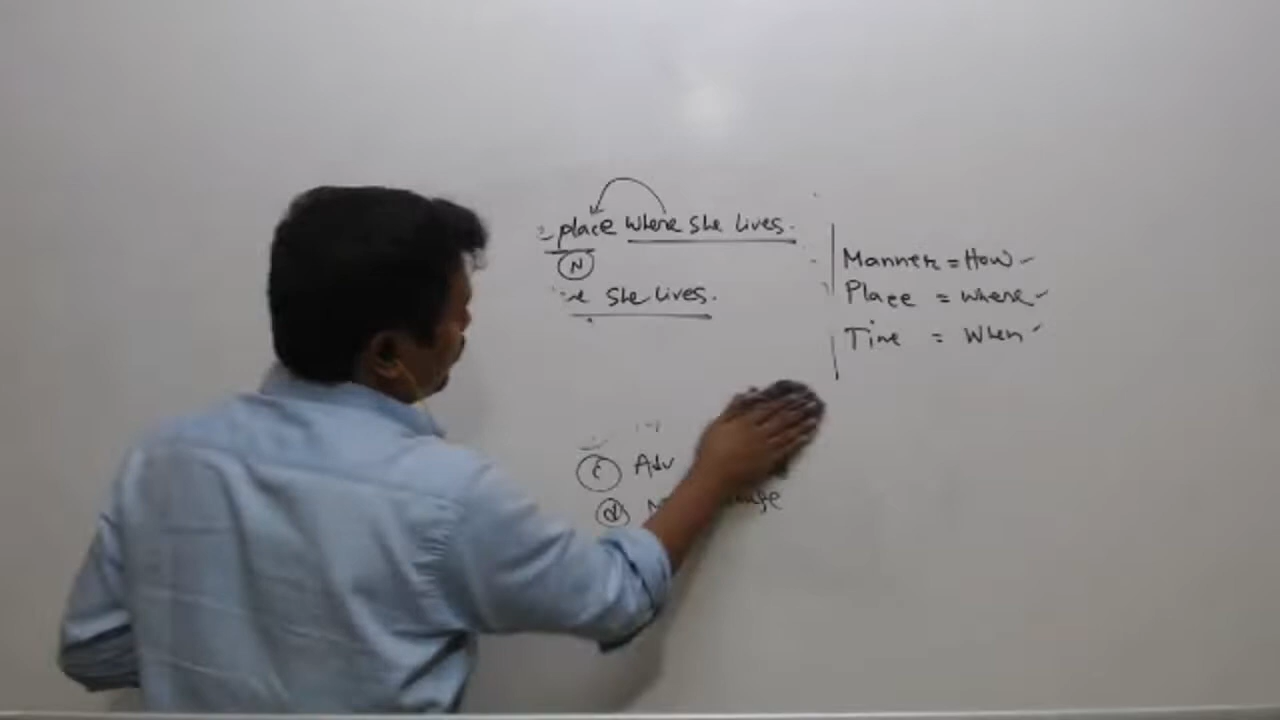 place where she lives.
N
she lives.
Manner = How
Place = where
Time = When
c Adv
d